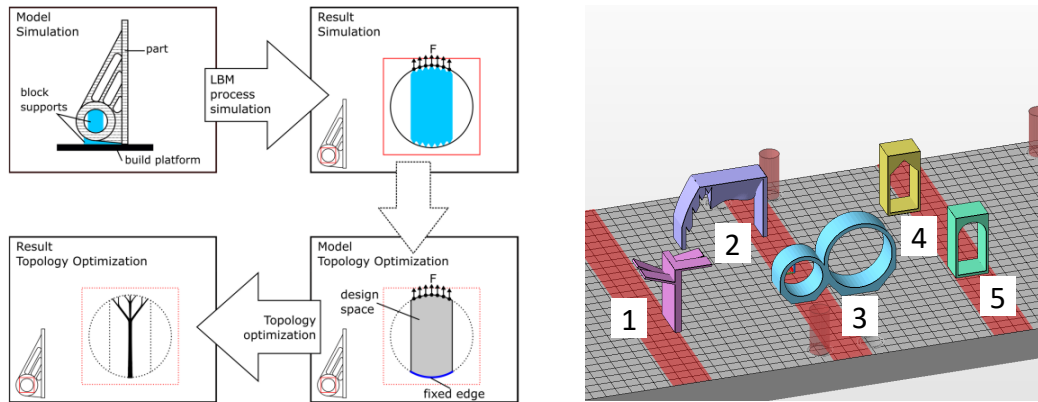 Model
Simulation
part
block
supports
build platform
LBM
process
simulation
Result
Simulation
F
Result
Topology Optimization
Topology
optimization
Model
Topology Optimization
F
design
space
fixed edge
1
2
3
4
5